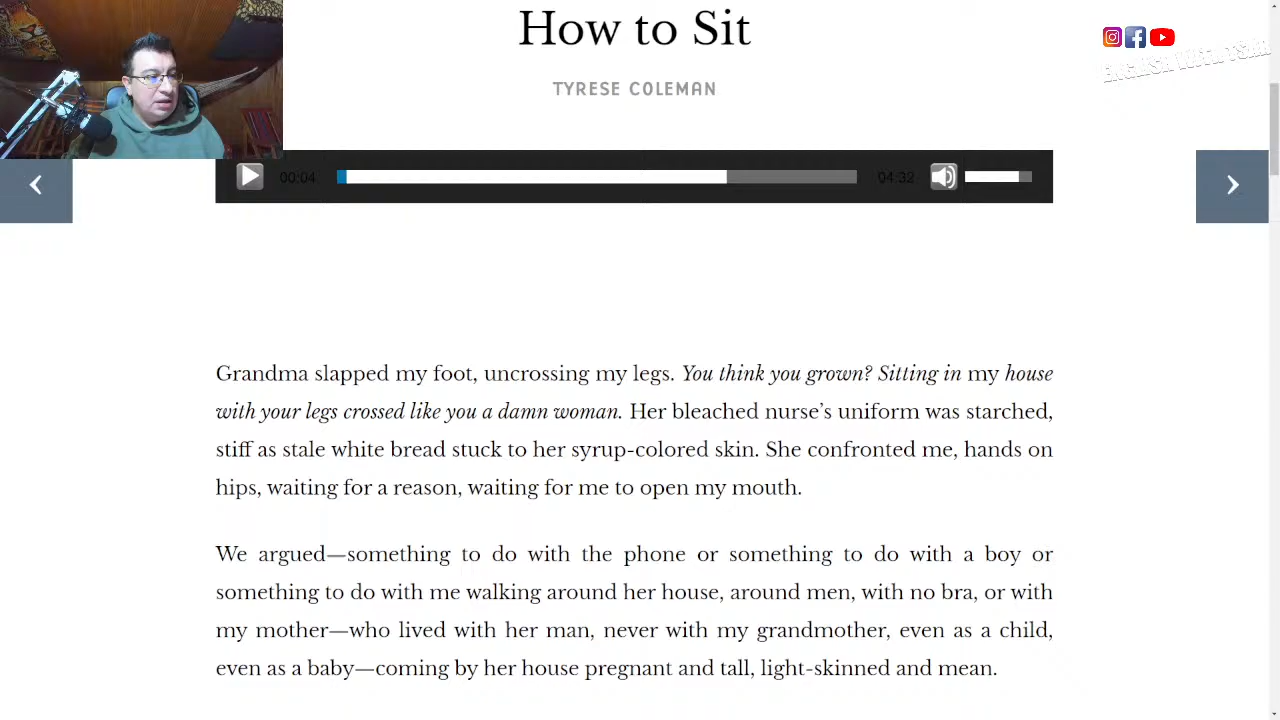 How to Sit
TYRESE COLEMAN
ENGLISH WITH
00:04
04:32
Grandma slapped my foot, uncrossing my legs. You think you grown? Sitting in my house
with your legs crossed like you a damn woman. Her bleached nurse’s uniform was starched,
stiff as stale white bread stuck to her syrup-colored skin. She confronted me, hands on
hips, waiting for a reason, waiting for me to open my mouth.
We argued—something to do with the phone or something to do with a boy or
something to do with me walking around her house, around men, with no bra, or with
my mother—who lived with her man, never with my grandmother, even as a child,
even as a baby—coming by her house pregnant and tall, light-skinned and mean.